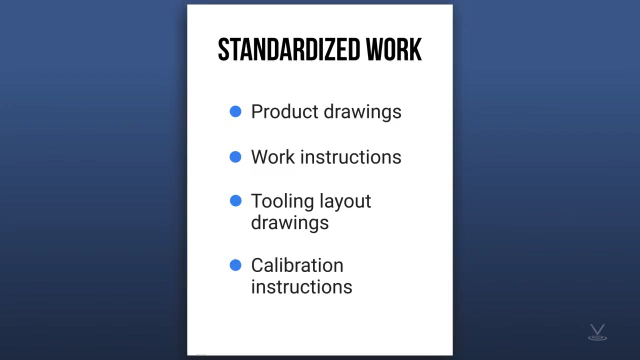 STANDARDIZED WORK
Product drawings
Work instructions
Tooling layout
drawings
Calibration
instructions